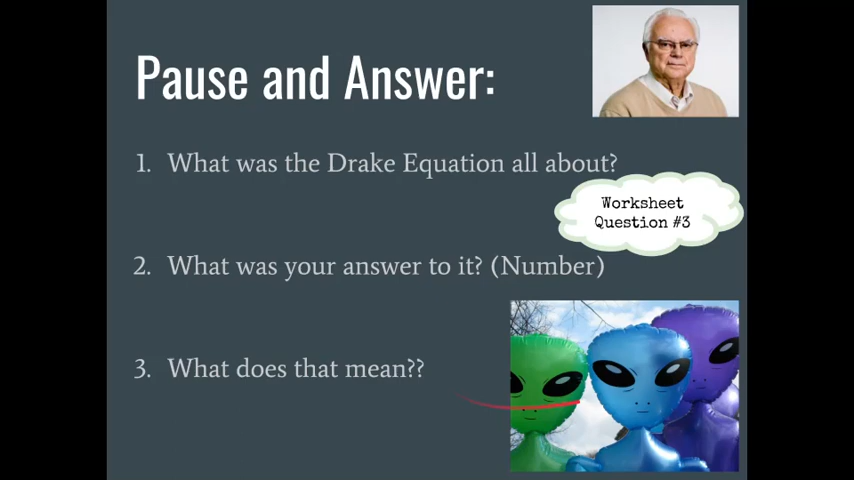 Pause and Answer:
1. What was the Drake Equation all about?
Worksheet
Question #3
2. What was your answer to it? (Number)
3. What does that mean??